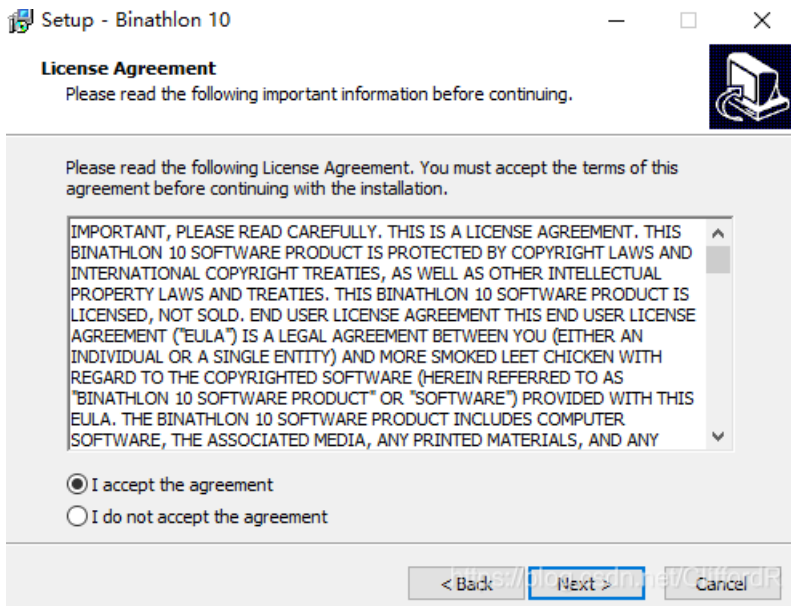 Setup - Binathlon 10
License Agreement
Please read the following important information before continuing.
Please read the following License Agreement. You must accept the terms of this
agreement before continuing with the installation.
IMPORTANT, PLEASE READ CAREFULLY. THIS IS A LICENSE AGREEMENT. THIS
BINATHLON 10 SOFTWARE PRODUCT IS PROTECTED BY COPYRIGHT LAWS AND
INTERNATIONAL COPYRIGHT TREATIES, AS WELL AS OTHER INTELLECTUAL
PROPERTY LAWS AND TREATIES. THIS BINATHLON 10 SOFTWARE PRODUCT IS
LICENSED, NOT SOLD. END USER LICENSE AGREEMENT THIS END USER LICENSE
AGREEMENT ("EULA") IS A LEGAL AGREEMENT BETWEEN YOU (EITHER AN
INDIVIDUAL OR A SINGLE ENTITY) AND MORE SMOKED LEET CHICKEN WITH
REGARD TO THE COPYRIGHTED SOFTWARE (HEREIN REFERRED TO AS
"BINATHLON 10 SOFTWARE PRODUCT" OR "SOFTWARE") PROVIDED WITH THIS
EULA. THE BINATHLON 10 SOFTWARE PRODUCT INCLUDES COMPUTER
SOFTWARE, THE ASSOCIATED MEDIA, ANY PRINTED MATERIALS, AND ANY
I accept the agreement
I do not accept the agreement
< Back Next > Cancel
https://blog.csdn.net/CliffordR